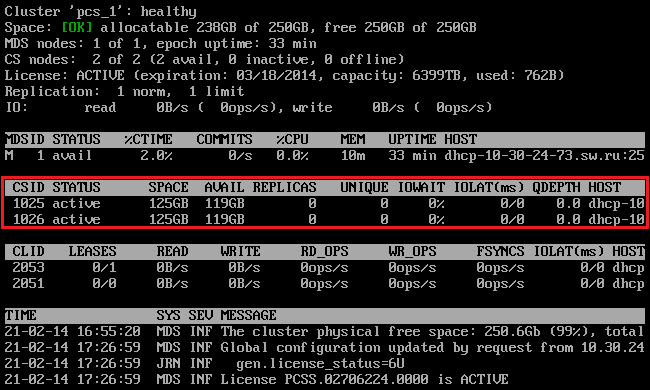 Cluster 'pcs_1': healthy
Space: [OK] allocatable 238GB of 250GB, free 250GB of 250GB
MDS nodes: 1 of 1, epoch uptime: 33 min
CS nodes:  2 of 2 (2 avail, 0 inactive, 0 offline)
License: ACTIVE (expiration: 03/18/2014, capacity: 6399TB, used: 762B)
Replication:  1 norm, 1 limit
IO:       read     0B/s (  0ops/s), write     0B/s (  0ops/s)
MDSID STATUS   %CTIME   COMMITS   %CPU    MEM   UPTIME HOST
M   1 avail      2.0%       0/s   0.0%    10m   33 min dhcp-10-30-24-73.sw.ru:25
CSID STATUS      SPACE  AVAIL REPLICAS   UNIQUE IOWAIT IOLAT(ms) QDEPTH HOST
1025 active      125GB  119GB        0        0     0%       0/0    0.0 dhcp-10
1026 active      125GB  119GB        0        0     0%       0/0    0.0 dhcp-10
CLID   LEASES     READ    WRITE     RD_OPS     WR_OPS     FSYNCS IOLAT(ms) HOST
2053      0/1     0B/s     0B/s     0ops/s     0ops/s     0ops/s       0/0 dhcp
2051      0/0     0B/s     0B/s     0ops/s     0ops/s     0ops/s       0/0 dhcp
TIME               SYS SEV MESSAGE
21-02-14 16:55:20  MDS INF The cluster physical free space: 250.6Gb (99%), total
21-02-14 17:26:59  MDS INF Global configuration updated by request from 10.30.24
21-02-14 17:26:59  JRN INF   gen.license_status=6U
21-02-14 17:26:59  MDS INF License PCSS.02706224.0000 is ACTIVE